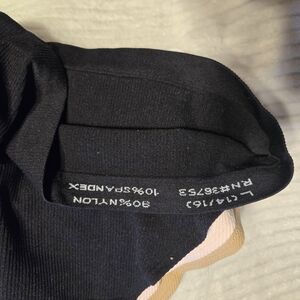 L (14/16)
RN#36753
90%NYLON
10%SPANDEX